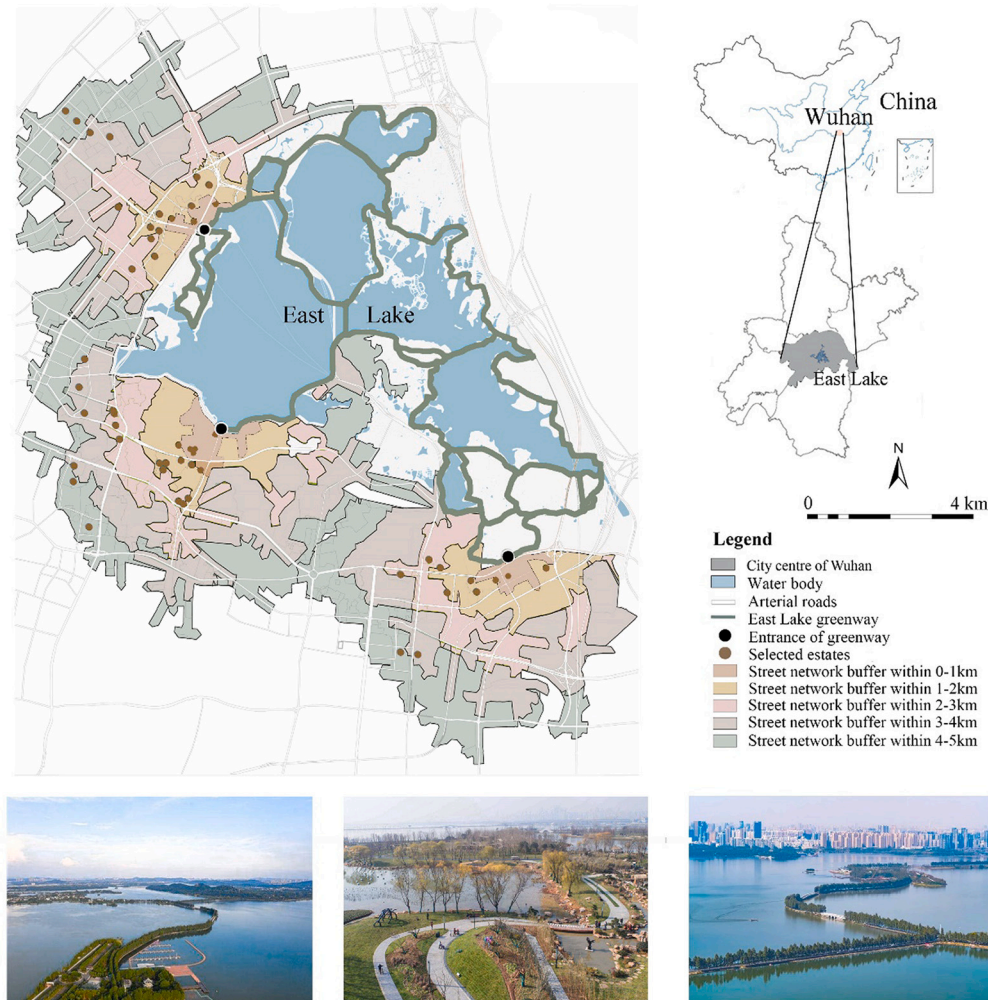 China
Wuhan
East Lake
East Lake
N
0 4 km
Legend
City centre of Wuhan
Water body
Arterial roads
East Lake greenway
Entrance of greenway
Selected estates
Street network buffer within 0-1km
Street network buffer within 1-2km
Street network buffer within 2-3km
Street network buffer within 3-4km
Street network buffer within 4-5km